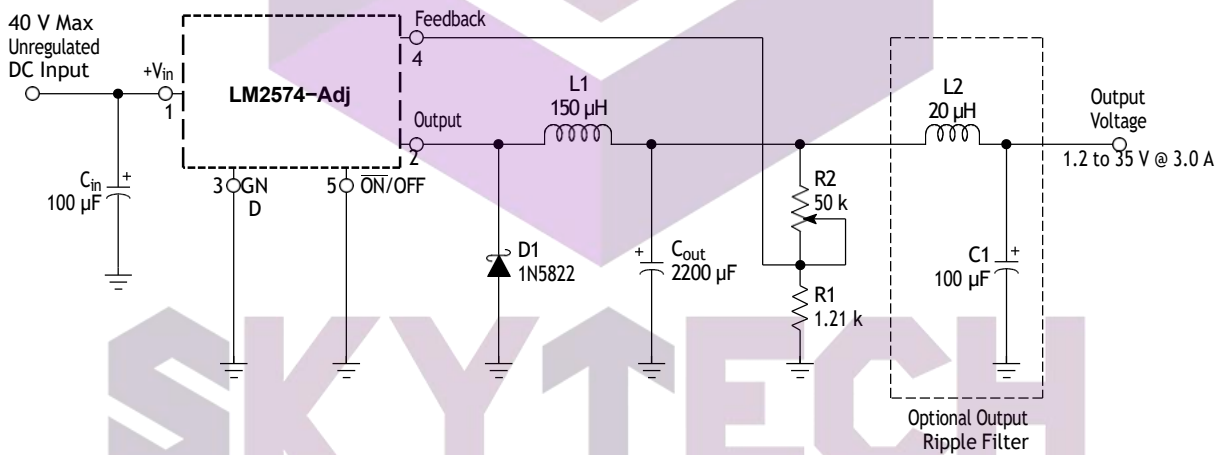 40 V Max
Unregulated
DC Input
+Vin
1
LM2574–Adj
Feedback
4
Output
2
3 GN
D
5 ON/OFF
Cin
100 µF
+
L1
150 µH
D1
1N5822
+
Cout
2200 µF
R2
50 k
R1
1.21 k
L2
20 µH
C1
100 µF
+
Output
Voltage
1.2 to 35 V @ 3.0 A
Optional Output
Ripple Filter
SKYTECH